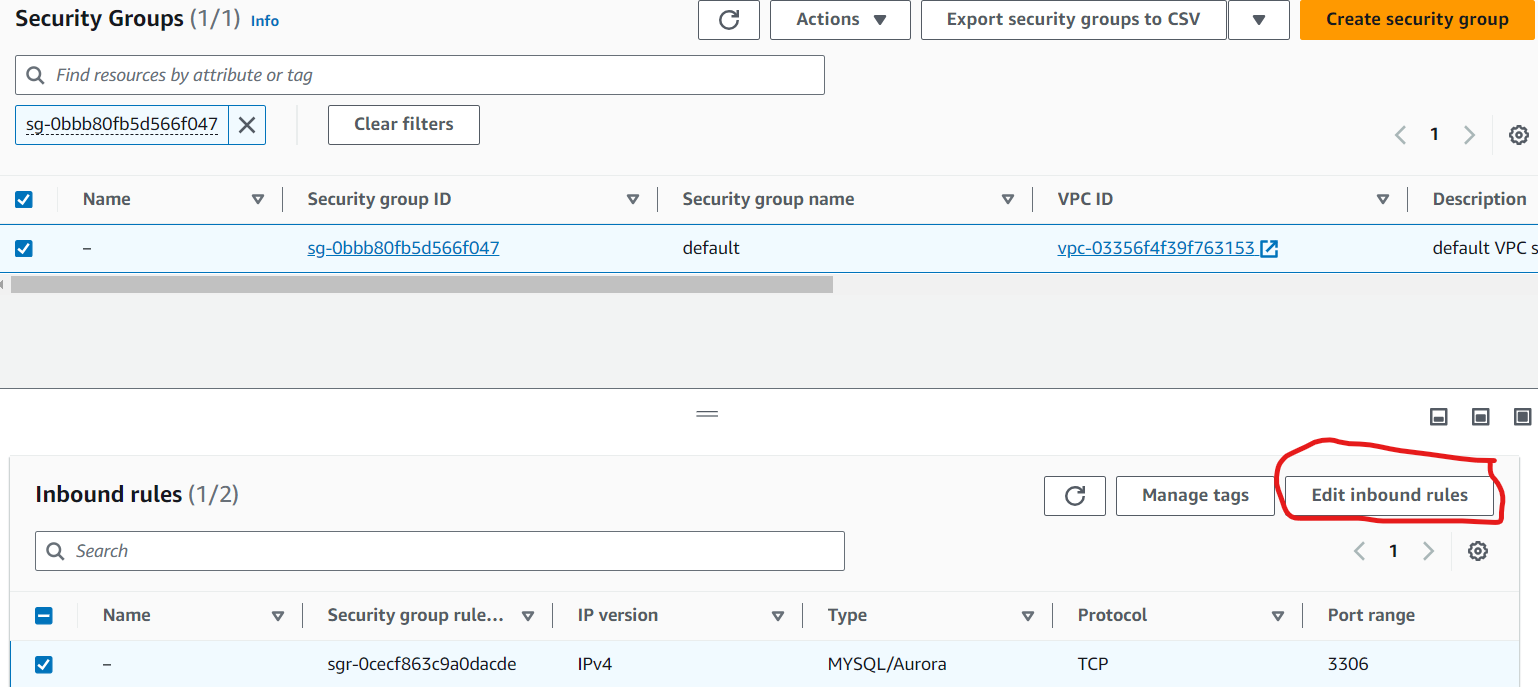 Security Groups (1/1) Info
Actions
Export security groups to CSV
Create security group
Find resources by attribute or tag
sg-0bbb80fb5d566f047
Clear filters
1
Name Security group ID Security group name VPC ID Description
– sg-0bbb80fb5d566f047 default vpc-03356f4f39f763153 default VPC s
Inbound rules (1/2)
Manage tags
Edit inbound rules
Search
1
Name Security group rule... IP version Type Protocol Port range
– sgr-0cecf863c9a0dacde IPv4 MYSQL/Aurora TCP 3306